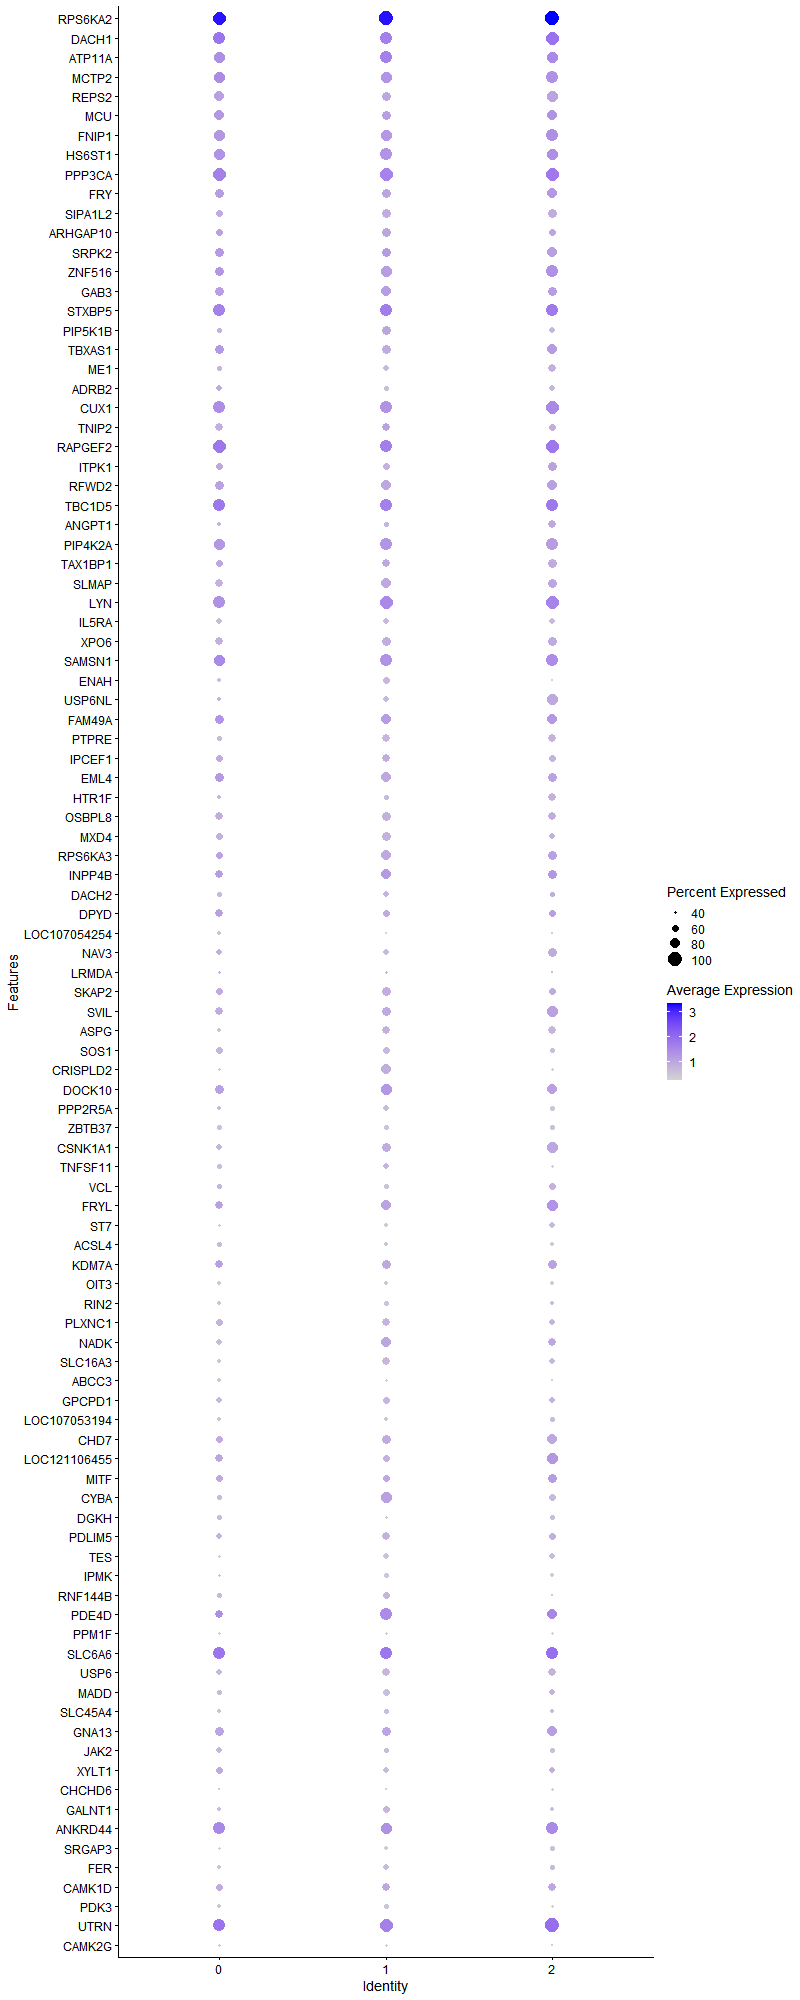 RPS6KA2
DACH1
ATP11A
MCTP2
REPS2
MCU
FNIP1
HS6ST1
PPP3CA
FRY
SIPA1L2
ARHGAP10
SRPK2
ZNF516
GAB3
STXBP5
PIP5K1B
TBXAS1
ME1
ADRB2
CUX1
TNIP2
RAPGEF2
ITPK1
RFWD2
TBC1D5
ANGPT1
PIP4K2A
TAX1BP1
SLMAP
LYN
IL5RA
XPO6
SAMSN1
ENAH
USP6NL
FAM49A
PTPRE
IPCEF1
EML4
HTR1F
OSBPL8
MXD4
RPS6KA3
INPP4B
DACH2
DPYD
LOC107054254
NAV3
LRMDA
SKAP2
SVIL
ASPG
SOS1
CRISPLD2
DOCK10
PPP2R5A
ZBTB37
CSNK1A1
TNFSF11
VCL
FRYL
ST7
ACSL4
KDM7A
OIT3
RIN2
PLXNC1
NADK
SLC16A3
ABCC3
GPCPD1
LOC107053194
CHD7
LOC121106455
MITF
CYBA
DGKH
PDLIM5
TES
IPMK
RNF144B
PDE4D
PPM1F
SLC6A6
USP6
MADD
SLC45A4
GNA13
JAK2
XYLT1
CHCHD6
GALNT1
ANKRD44
SRGAP3
FER
CAMK1D
PDK3
UTRN
CAMK2G
Features
0 1 2
Identity
Percent Expressed
40
60
80
100
Average Expression
3
2
1